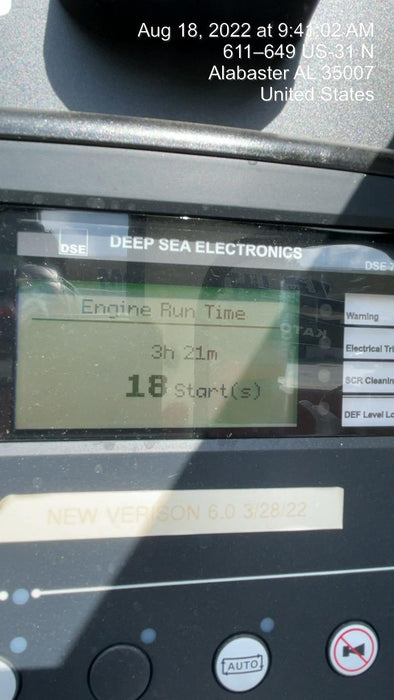 Aug 18, 2022 at 9:41:02 AM
611–649 US-31 N
Alabaster AL 35007
United States
DSE DEEP SEA ELECTRONICS
DSE
Engine Run Time
3h 21m
18 Start(s)
Warning
Electrical Tri
SCR Cleanin
DEF Level Lo
NEW VERISON 6.0 3/28/22
AUTO